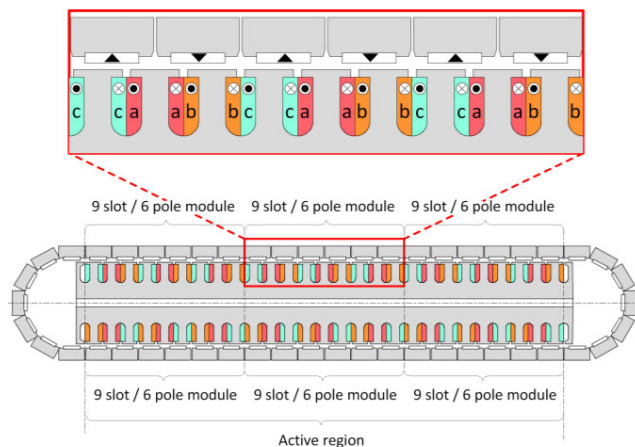 c c a a b b c c a a b b c c a a b b
9 slot / 6 pole module 9 slot / 6 pole module 9 slot / 6 pole module
9 slot / 6 pole module 9 slot / 6 pole module 9 slot / 6 pole module
Active region